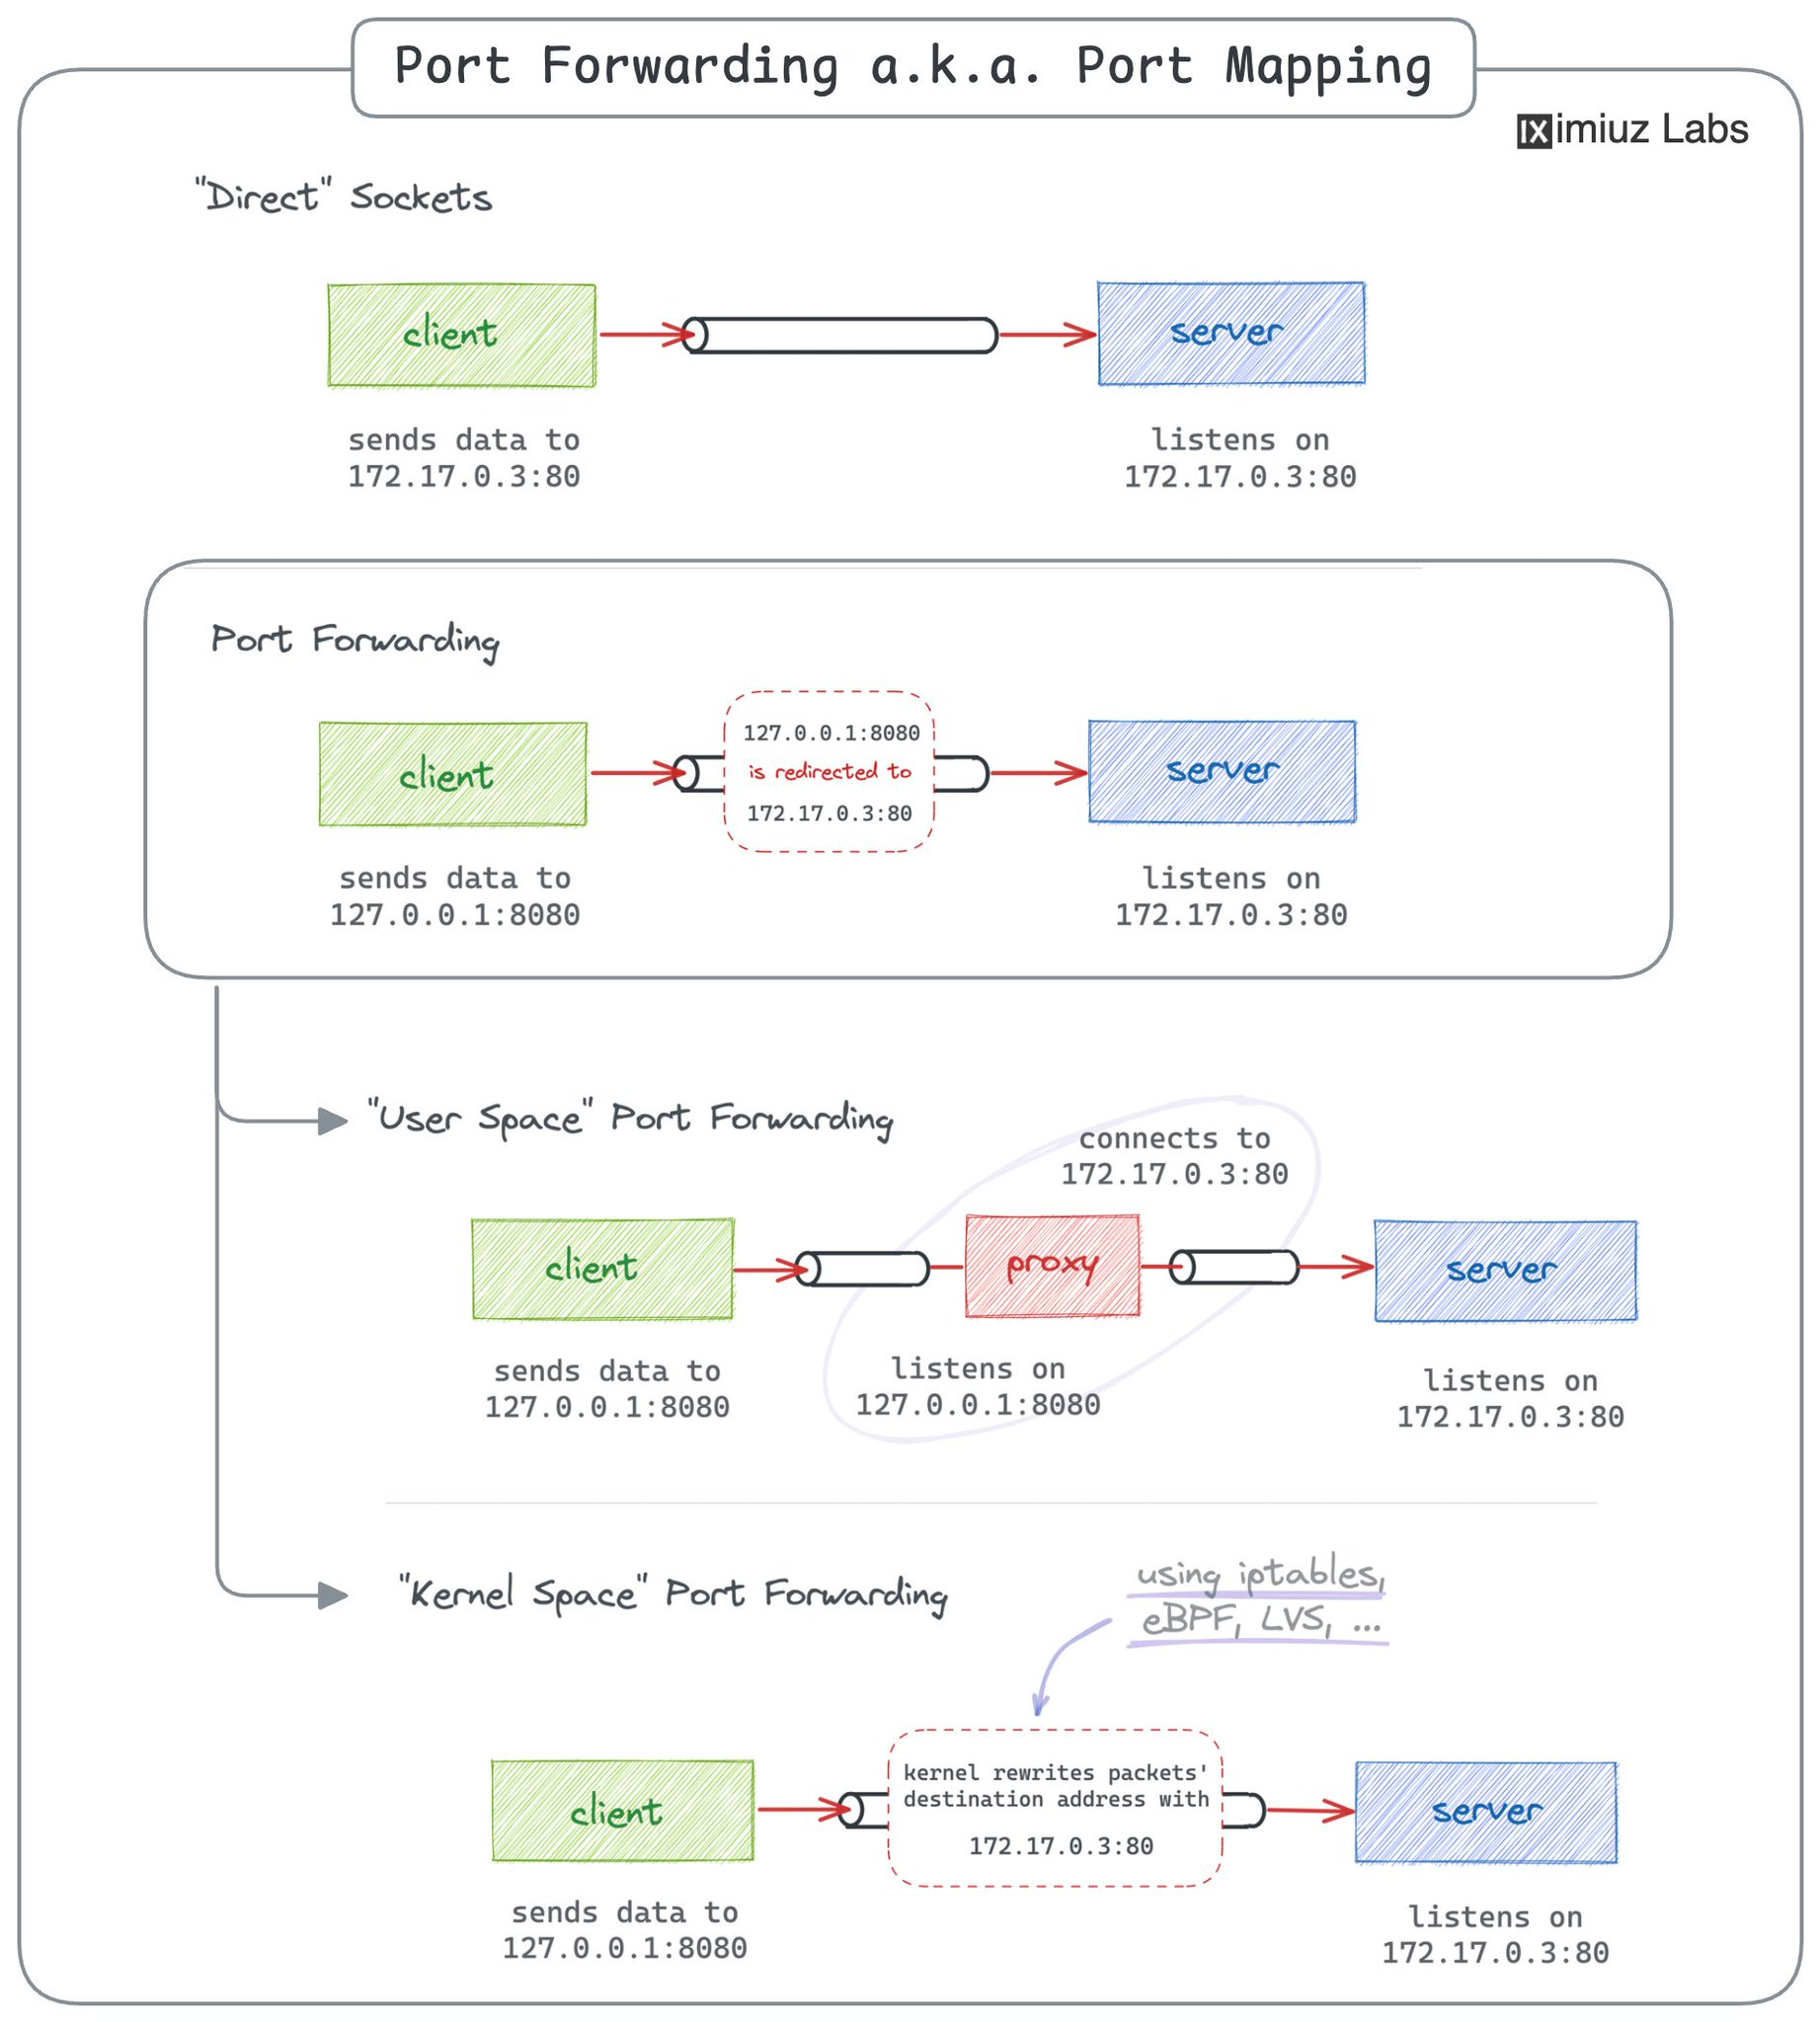 Port Forwarding a.k.a. Port Mapping
iximiuz Labs
"Direct" Sockets
client
server
sends data to
172.17.0.3:80
listens on
172.17.0.3:80
Port Forwarding
client
127.0.0.1:8080
is redirected to
172.17.0.3:80
server
sends data to
127.0.0.1:8080
listens on
172.17.0.3:80
"User Space" Port Forwarding
connects to
172.17.0.3:80
client
proxy
server
sends data to
127.0.0.1:8080
listens on
127.0.0.1:8080
listens on
172.17.0.3:80
"Kernel Space" Port Forwarding
using iptables,
eBPF, LVS, ...
client
kernel rewrites packets'
destination address with
172.17.0.3:80
server
sends data to
127.0.0.1:8080
listens on
172.17.0.3:80